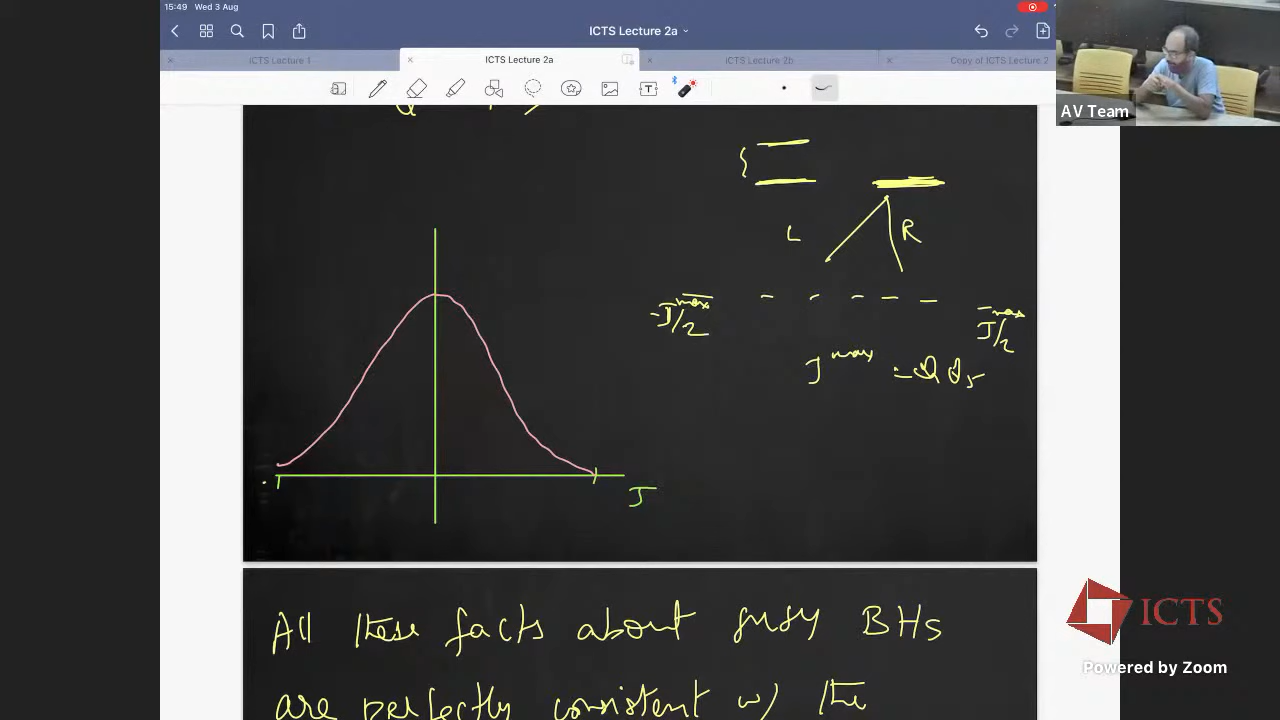 15:49 Wed 3 Aug
ICTS Lecture 2a
ICTS Lecture 1
ICTS Lecture 2a
ICTS Lecture 2b
Copy of ICTS Lecture 2
AV Team
L
R
-J^max/2
J^max/2
J^max
J
All these facts about susy BHs
are perfectly consistent w/ the
ICTS
Powered by Zoom